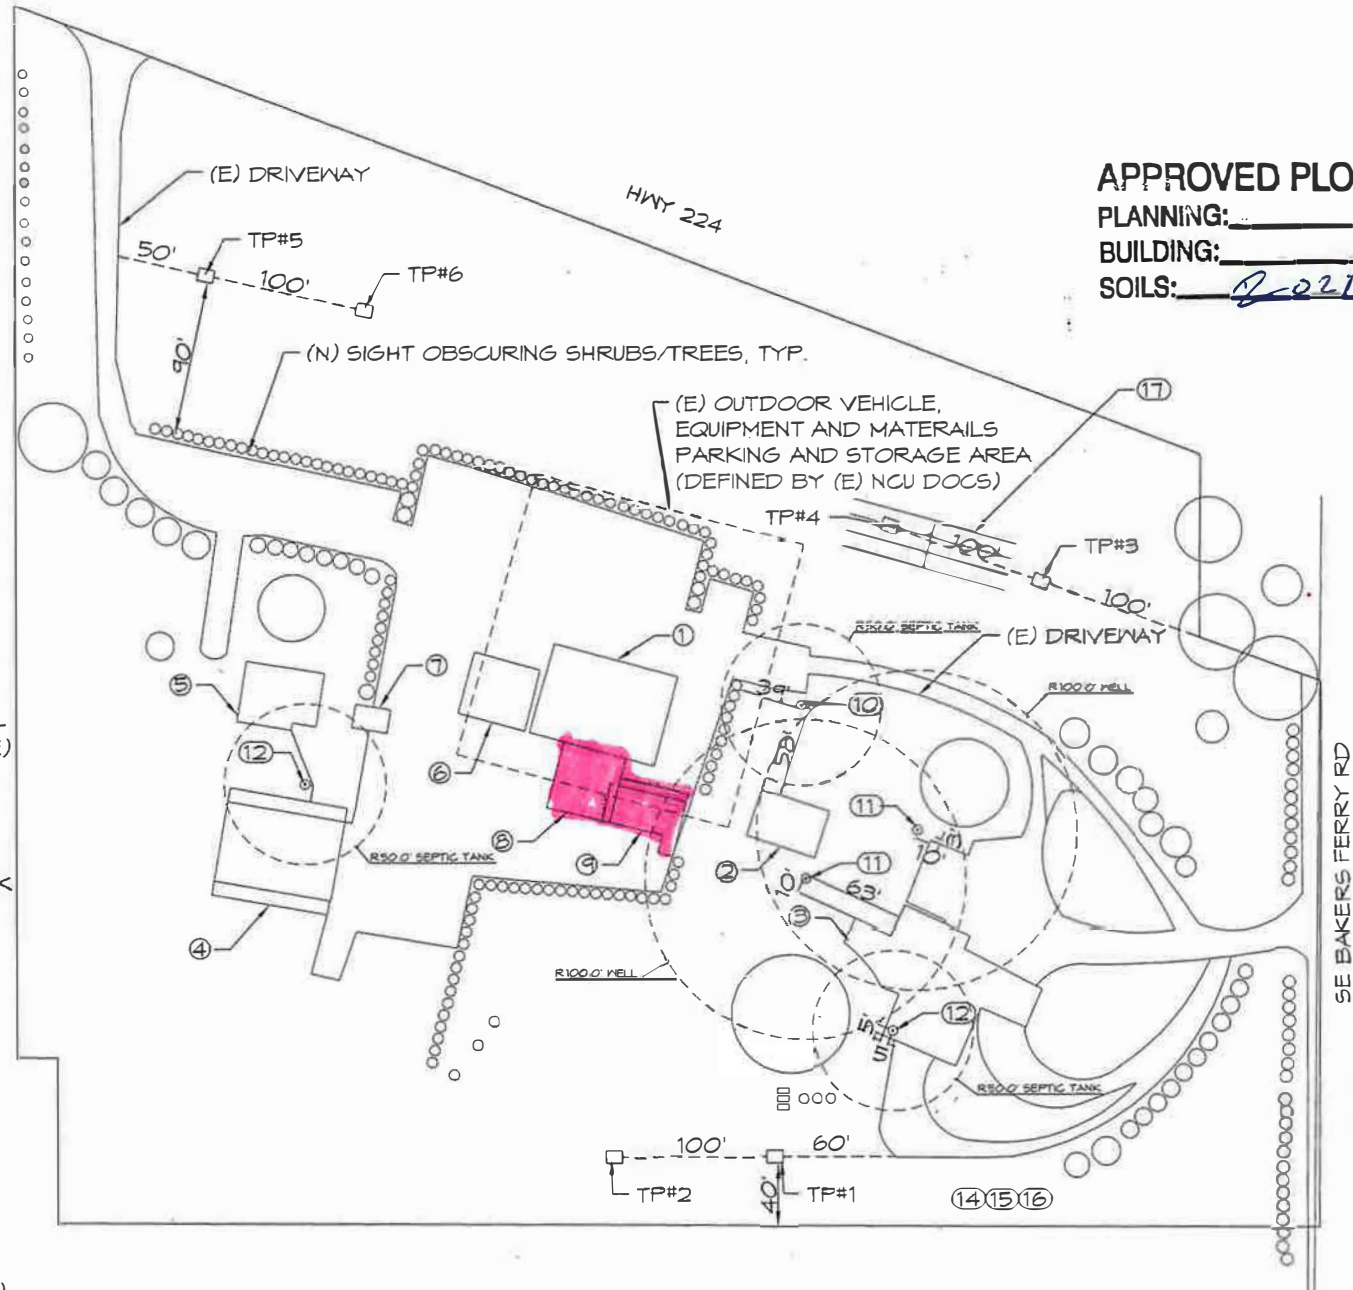 HWY 224
APPROVED PLO
PLANNING:
BUILDING:
SOILS:
(E) DRIVEWAY
50'
TP#5
100'
TP#6
90'
(N) SIGHT OBSCURING SHRUBS/TREES, TYP.
(E) OUTDOOR VEHICLE,
EQUIPMENT AND MATERAILS
PARKING AND STORAGE AREA
(DEFINED BY (E) NCU DOCS)
17
TP#4
100'
TP#3
100'
R50.0' SEPTIC TANK
(E) DRIVEWAY
R100.0' WELL
1
7
5
39'
10
58'
12
6
11
8
R50.0' SEPTIC TANK
9
2
11
63'
3
4
R100.0' WELL
12
R50.0' SEPTIC TANK
SE BAKERS FERRY RD
100'
60'
TP#2
40'
TP#1
14 15 16